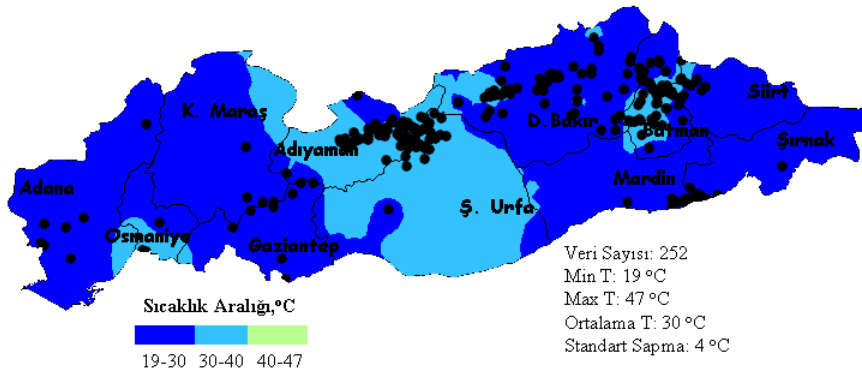 K. Maraş
Siirt
D.Bakır
Batman
Adıyaman
Şırnak
Mardin
Adana
Ş. Urfa
Osmaniye
Gaziantep
Veri Sayısı: 252
Min T: 19 °C
Max T: 47 °C
Ortalama T: 30 °C
Standart Sapma: 4 °C
Sıcaklık Aralığı,°C
19-30 30-40 40-47